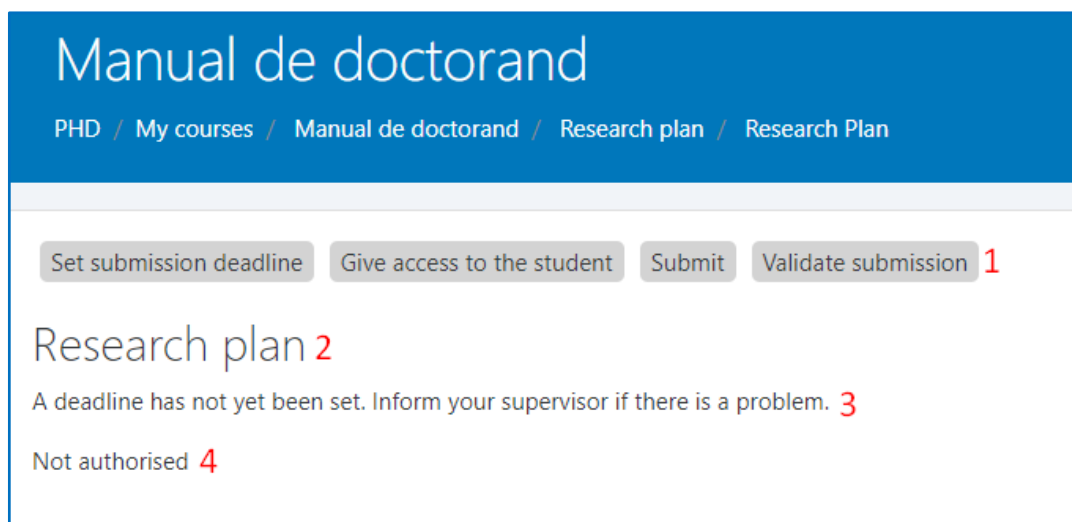 Manual de doctorand
PHD / My courses / Manual de doctorand / Research plan / Research Plan
Set submission deadline Give access to the student Submit Validate submission 1
Research plan 2
A deadline has not yet been set. Inform your supervisor if there is a problem. 3
Not authorised 4